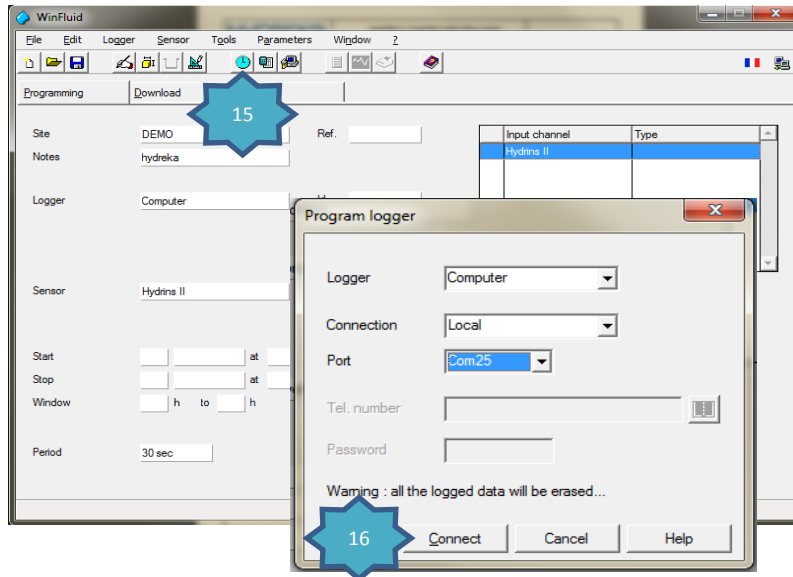 WinFluid
File Edit Logger Sensor Tools Parameters Window ?
Programming Download
15
Site DEMO Ref.
Notes hydreka
Input channel Type
Hydrins II
Logger Computer
Sensor Hydrins II
Start at
Stop at
Window h to h
Period 30 sec
Program logger
Logger Computer
Connection Local
Port Com25
Tel. number
Password
Warning : all the logged data will be erased...
16
Connect Cancel Help